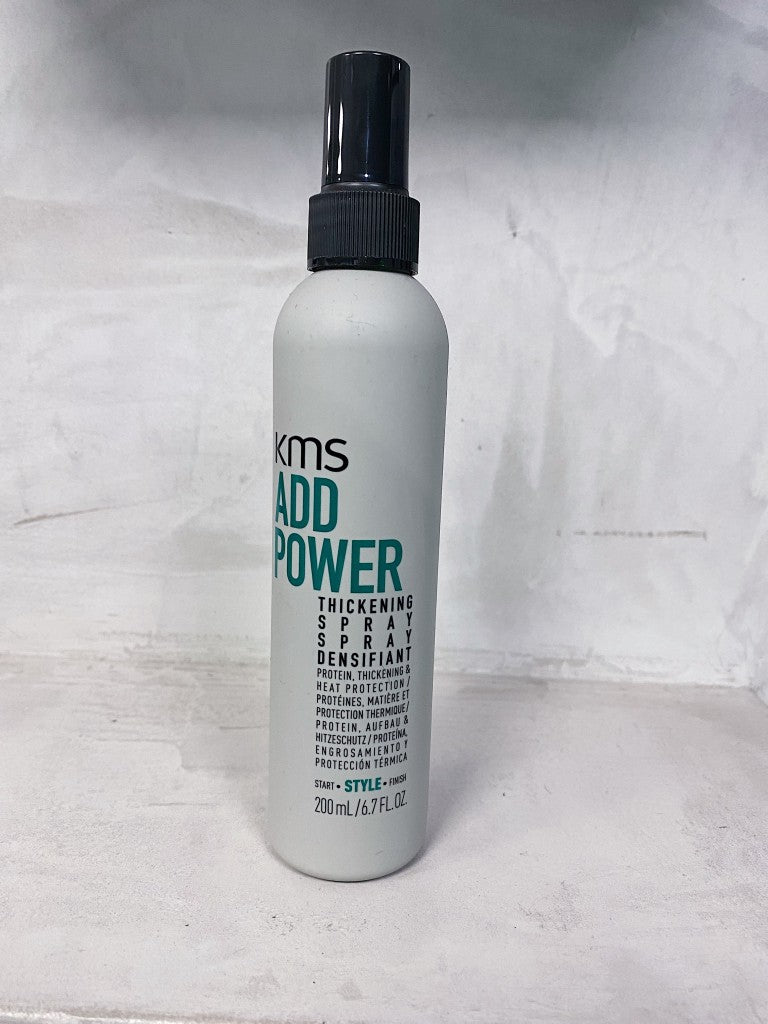 KMS
ADD
POWER
THICKENING
SPRAY
SPRAY
DENSIFIANT
PROTEIN, THICKENING &
HEAT PROTECTION /
PROTÉINES, MATIÈRE ET
PROTECTION THERMIQUE/
PROTEIN, AUFBAU &
HITZESCHUTZ / PROTEÍNA,
ENGROSAMIENTO Y
PROTECCIÓN TÉRMICA
START • STYLE • FINISH
200 mL/6.7 FL.OZ.